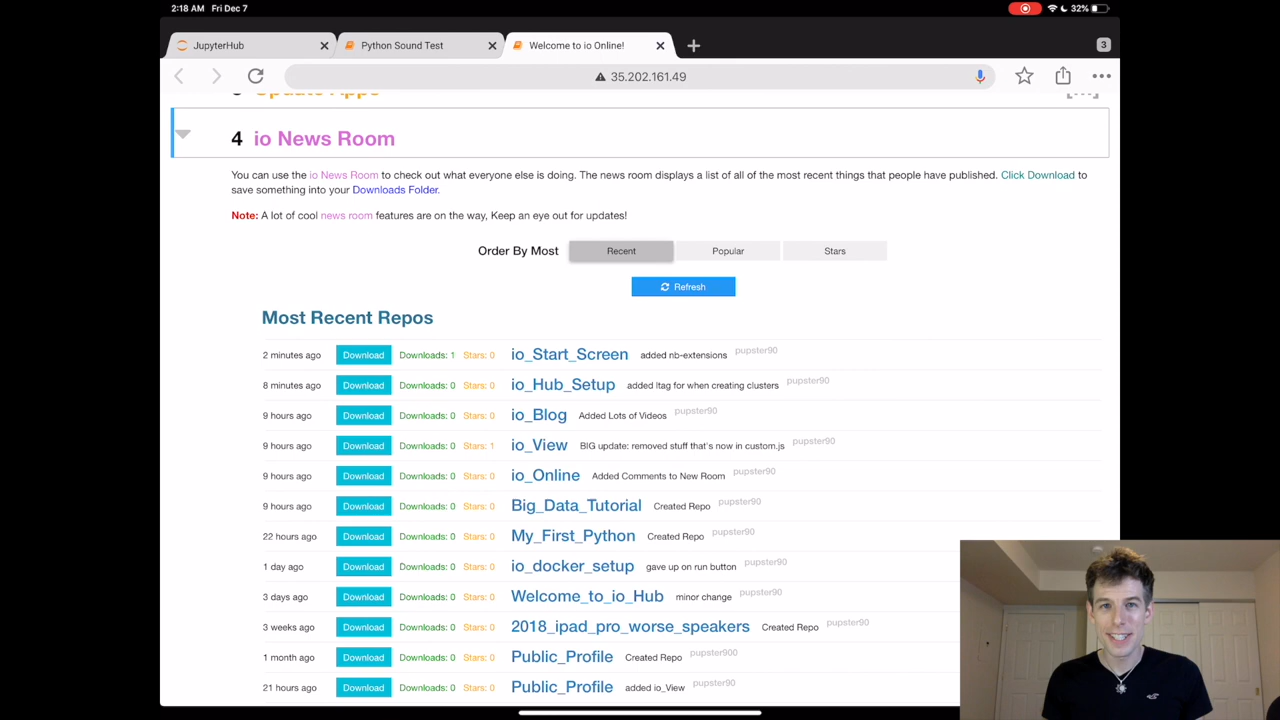 2:18 AM Fri Dec 7
32%
JupyterHub
Python Sound Test
Welcome to io Online!
3
35.202.161.49
Update Apps
4 io News Room
You can use the io News Room to check out what everyone else is doing. The news room displays a list of all of the most recent things that people have published. Click Download to
save something into your Downloads Folder.
Note: A lot of cool news room features are on the way, Keep an eye out for updates!
Order By Most Recent Popular Stars
Refresh
Most Recent Repos
2 minutes ago Download Downloads: 1 Stars: 0 io_Start_Screen added nb-extensions pupster90
8 minutes ago Download Downloads: 0 Stars: 0 io_Hub_Setup added ltag for when creating clusters pupster90
9 hours ago Download Downloads: 0 Stars: 0 io_Blog Added Lots of Videos pupster90
9 hours ago Download Downloads: 0 Stars: 1 io_View BIG update: removed stuff that's now in custom.js pupster90
9 hours ago Download Downloads: 0 Stars: 0 io_Online Added Comments to New Room pupster90
9 hours ago Download Downloads: 0 Stars: 0 Big_Data_Tutorial Created Repo pupster90
22 hours ago Download Downloads: 0 Stars: 0 My_First_Python Created Repo pupster90
1 day ago Download Downloads: 0 Stars: 0 io_docker_setup gave up on run button pupster90
3 days ago Download Downloads: 0 Stars: 0 Welcome_to_io_Hub minor change pupster90
3 weeks ago Download Downloads: 0 Stars: 0 2018_ipad_pro_worse_speakers Created Repo pupster90
1 month ago Download Downloads: 0 Stars: 0 Public_Profile Created Repo pupster900
21 hours ago Download Downloads: 0 Stars: 0 Public_Profile added io_View pupster90